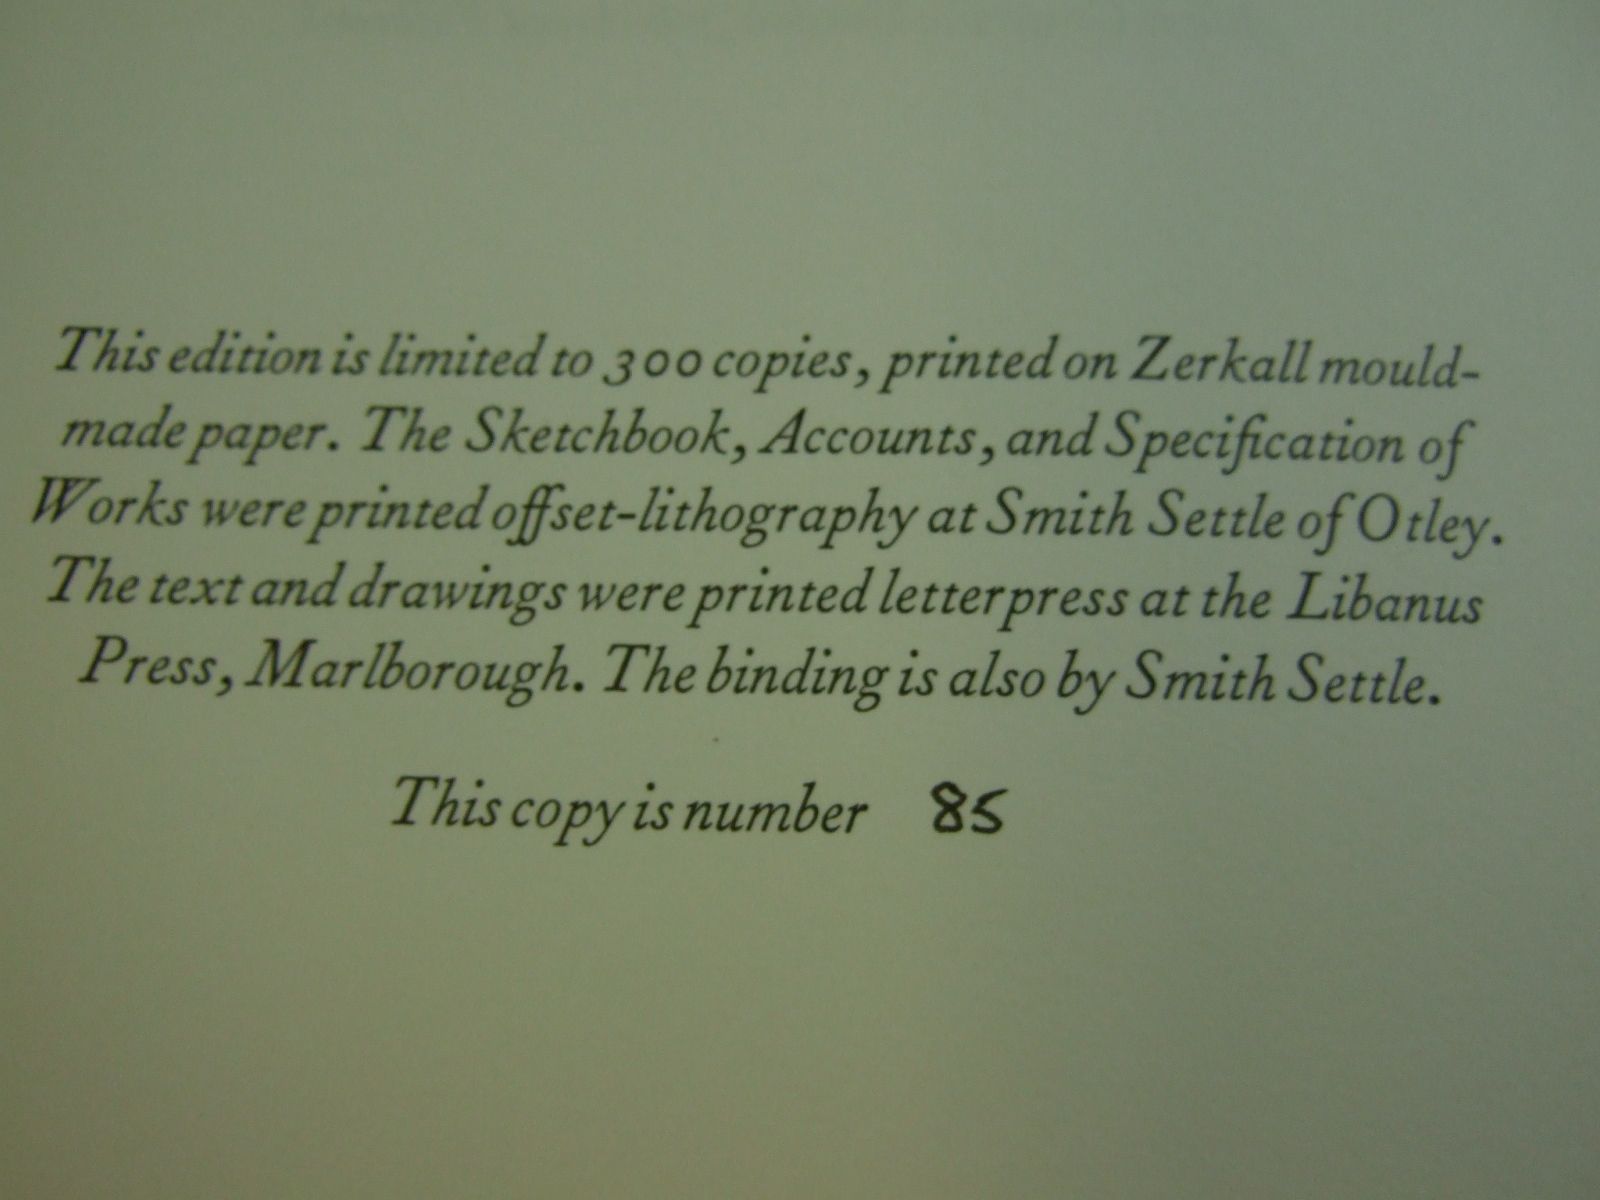 This edition is limited to 300 copies, printed on Zerkall mould-
made paper. The Sketchbook, Accounts, and Specification of
Works were printed offset-lithography at Smith Settle of Otley.
The text and drawings were printed letterpress at the Libanus
Press, Marlborough. The binding is also by Smith Settle.
This copy is number 85